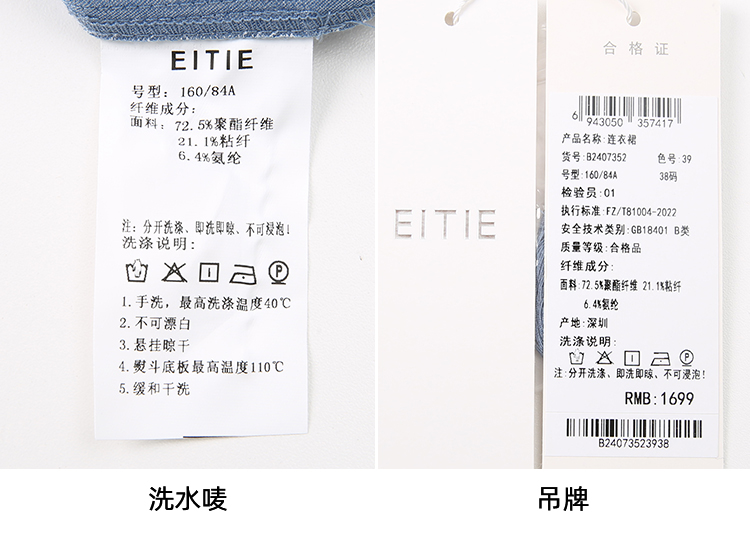 EITIE
号型: 160/84A
纤维成分:
面料: 72.5%聚酯纤维
21.1%粘纤
6.4%氨纶
注: 分开洗涤、即洗即晾、不可浸泡!
洗涤说明:
P
1.手洗, 最高洗涤温度40℃
2.不可漂白
3.悬挂晾干
4.熨斗底板最高温度110℃
5.缓和干洗
洗水唛
EITIE
合格证
6 943050 357417
产品名称: 连衣裙
货号: B2407352 色号: 39
号型: 160/84A 38码
检验员: 01
执行标准: FZ/T81004-2022
安全技术类别: GB18401 B类
质量等级: 合格品
纤维成分:
面料: 72.5%聚酯纤维 21.1%粘纤
6.4%氨纶
产地: 深圳
洗涤说明:
P
注: 分开洗涤、即洗即晾、不可浸泡!
RMB: 1699
B24073523938
吊牌